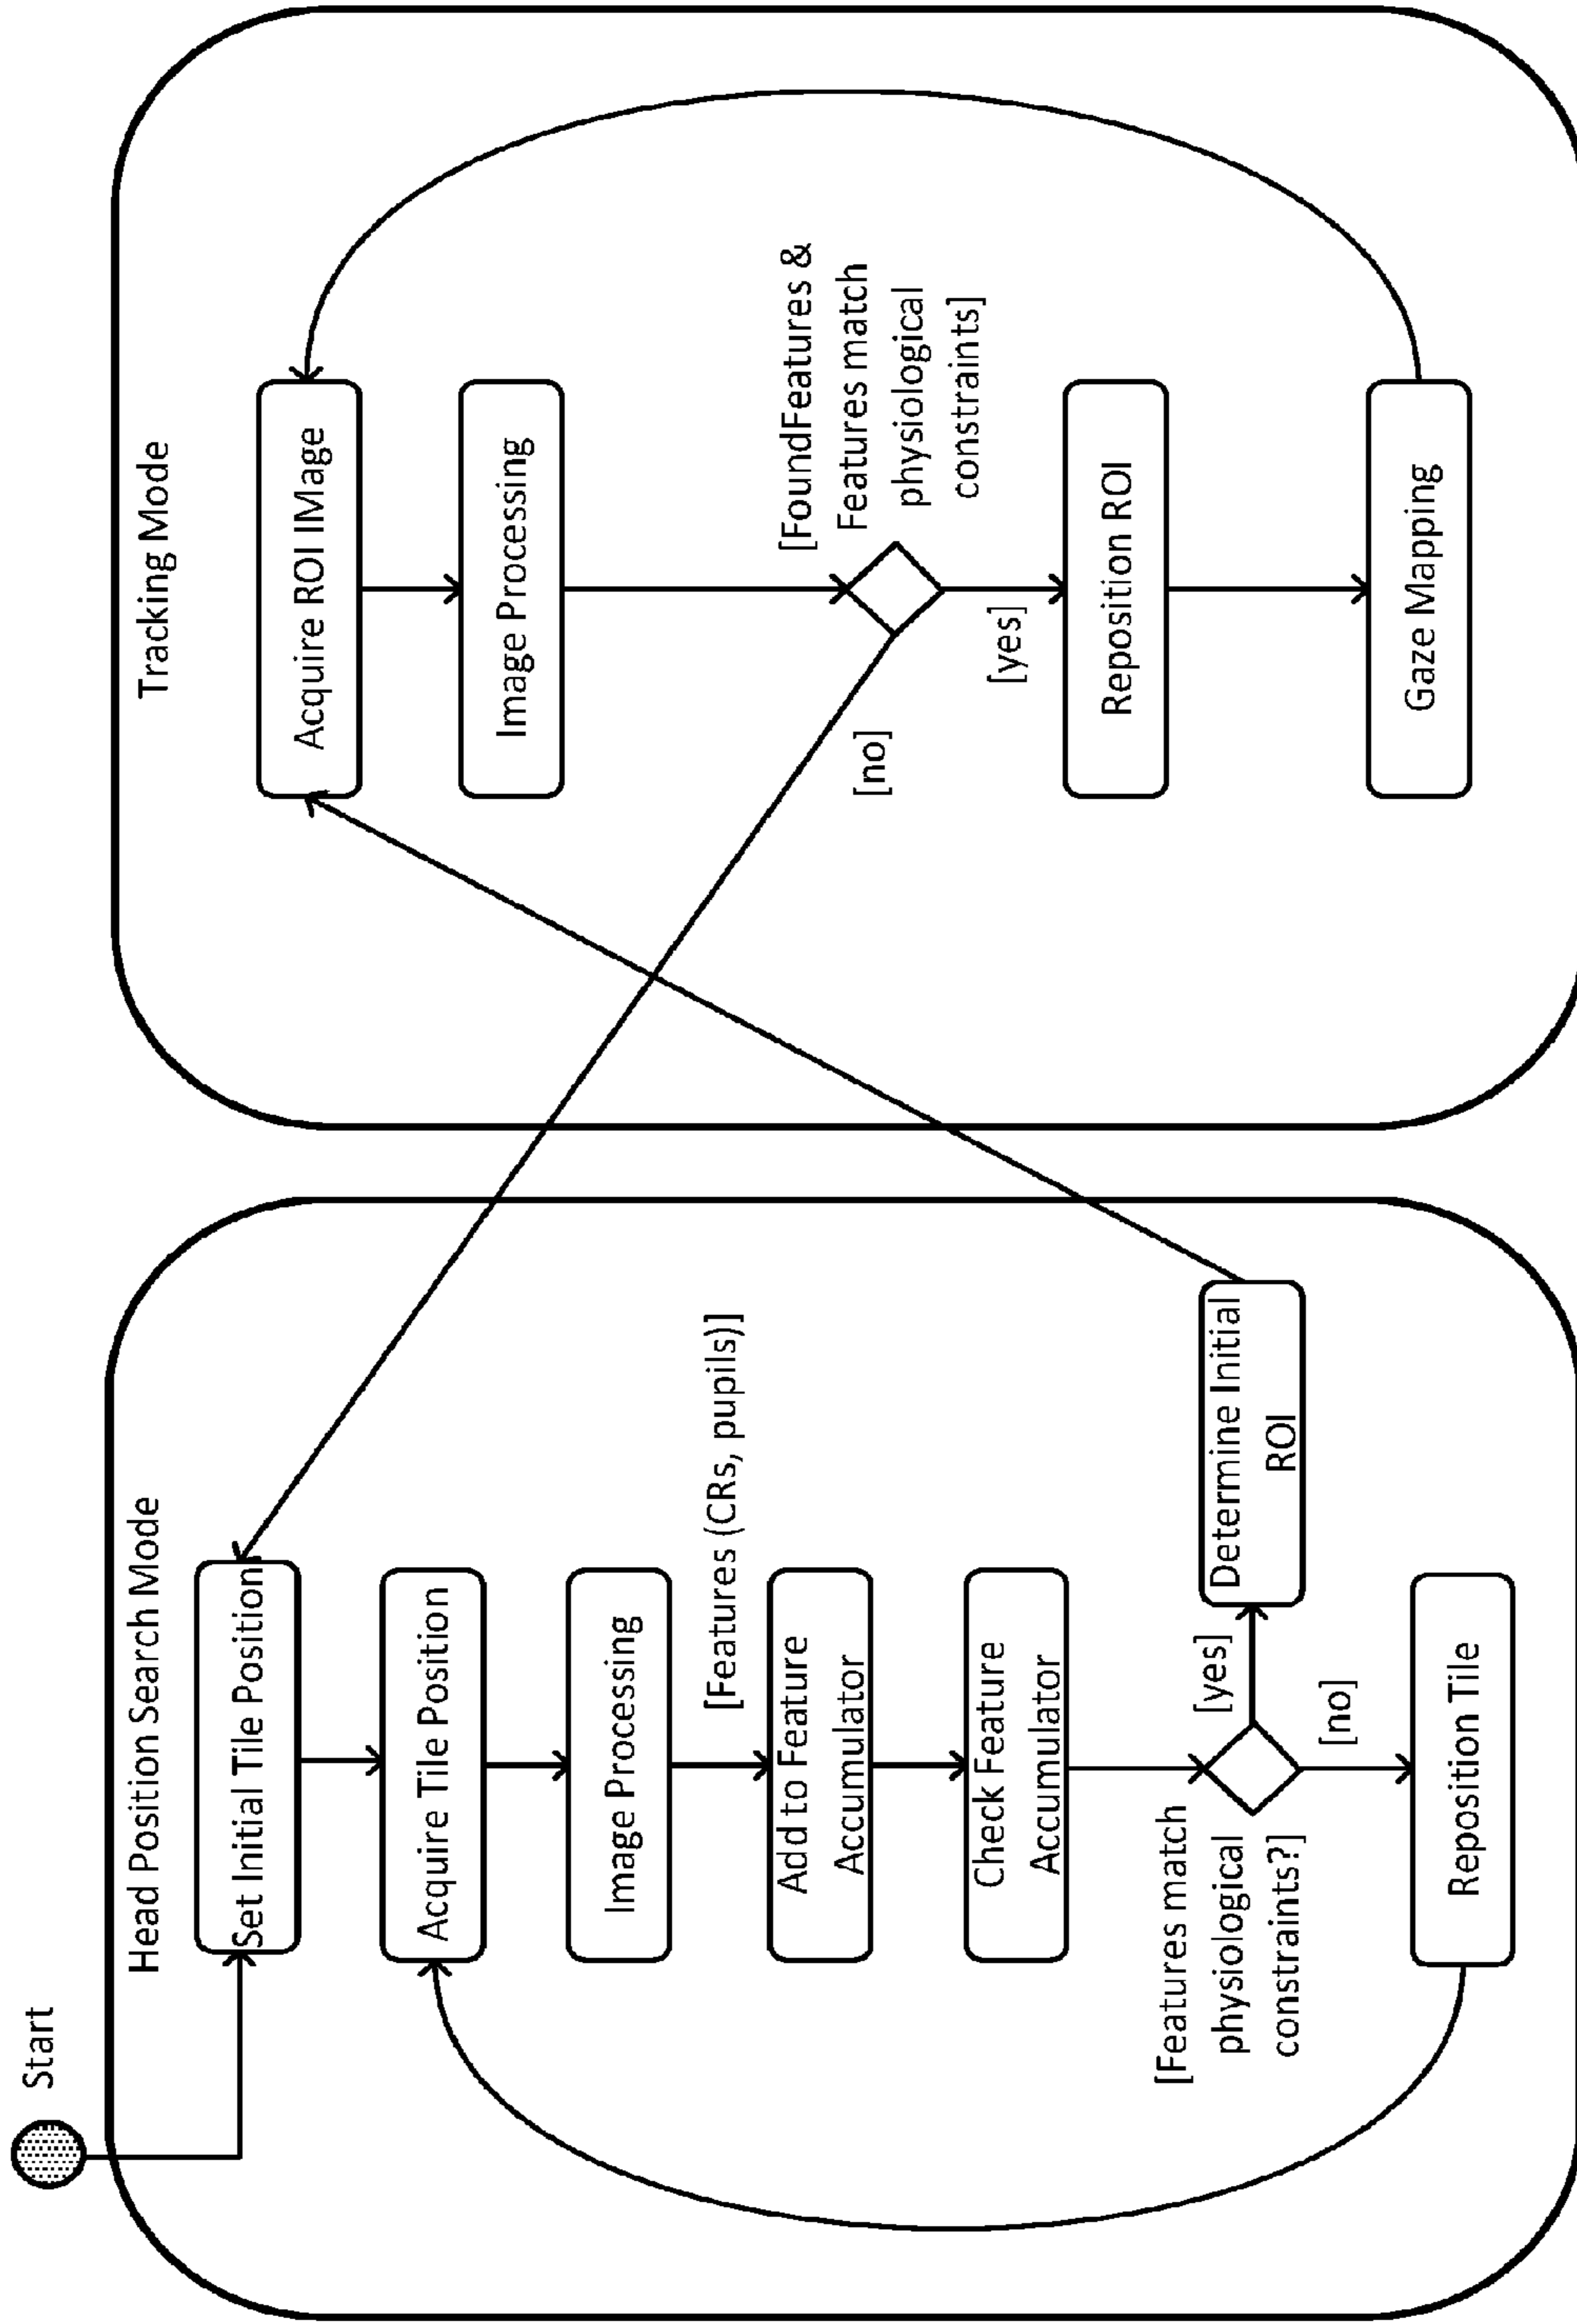 Start
Head Position Search Mode
Set Initial Tile Position
Acquire Tile Position
Image Processing
[Features (CRs, pupils)]
Add to Feature
Accumulator
Check Feature
Accumulator
[Features match
physiological
constraints?]
[yes]
Determine Initial
ROI
[no]
Reposition Tile
Tracking Mode
Acquire ROI IMage
Image Processing
[FoundFeatures &
Features match
physiological
constraints]
[no]
[yes]
Reposition ROI
Gaze Mapping